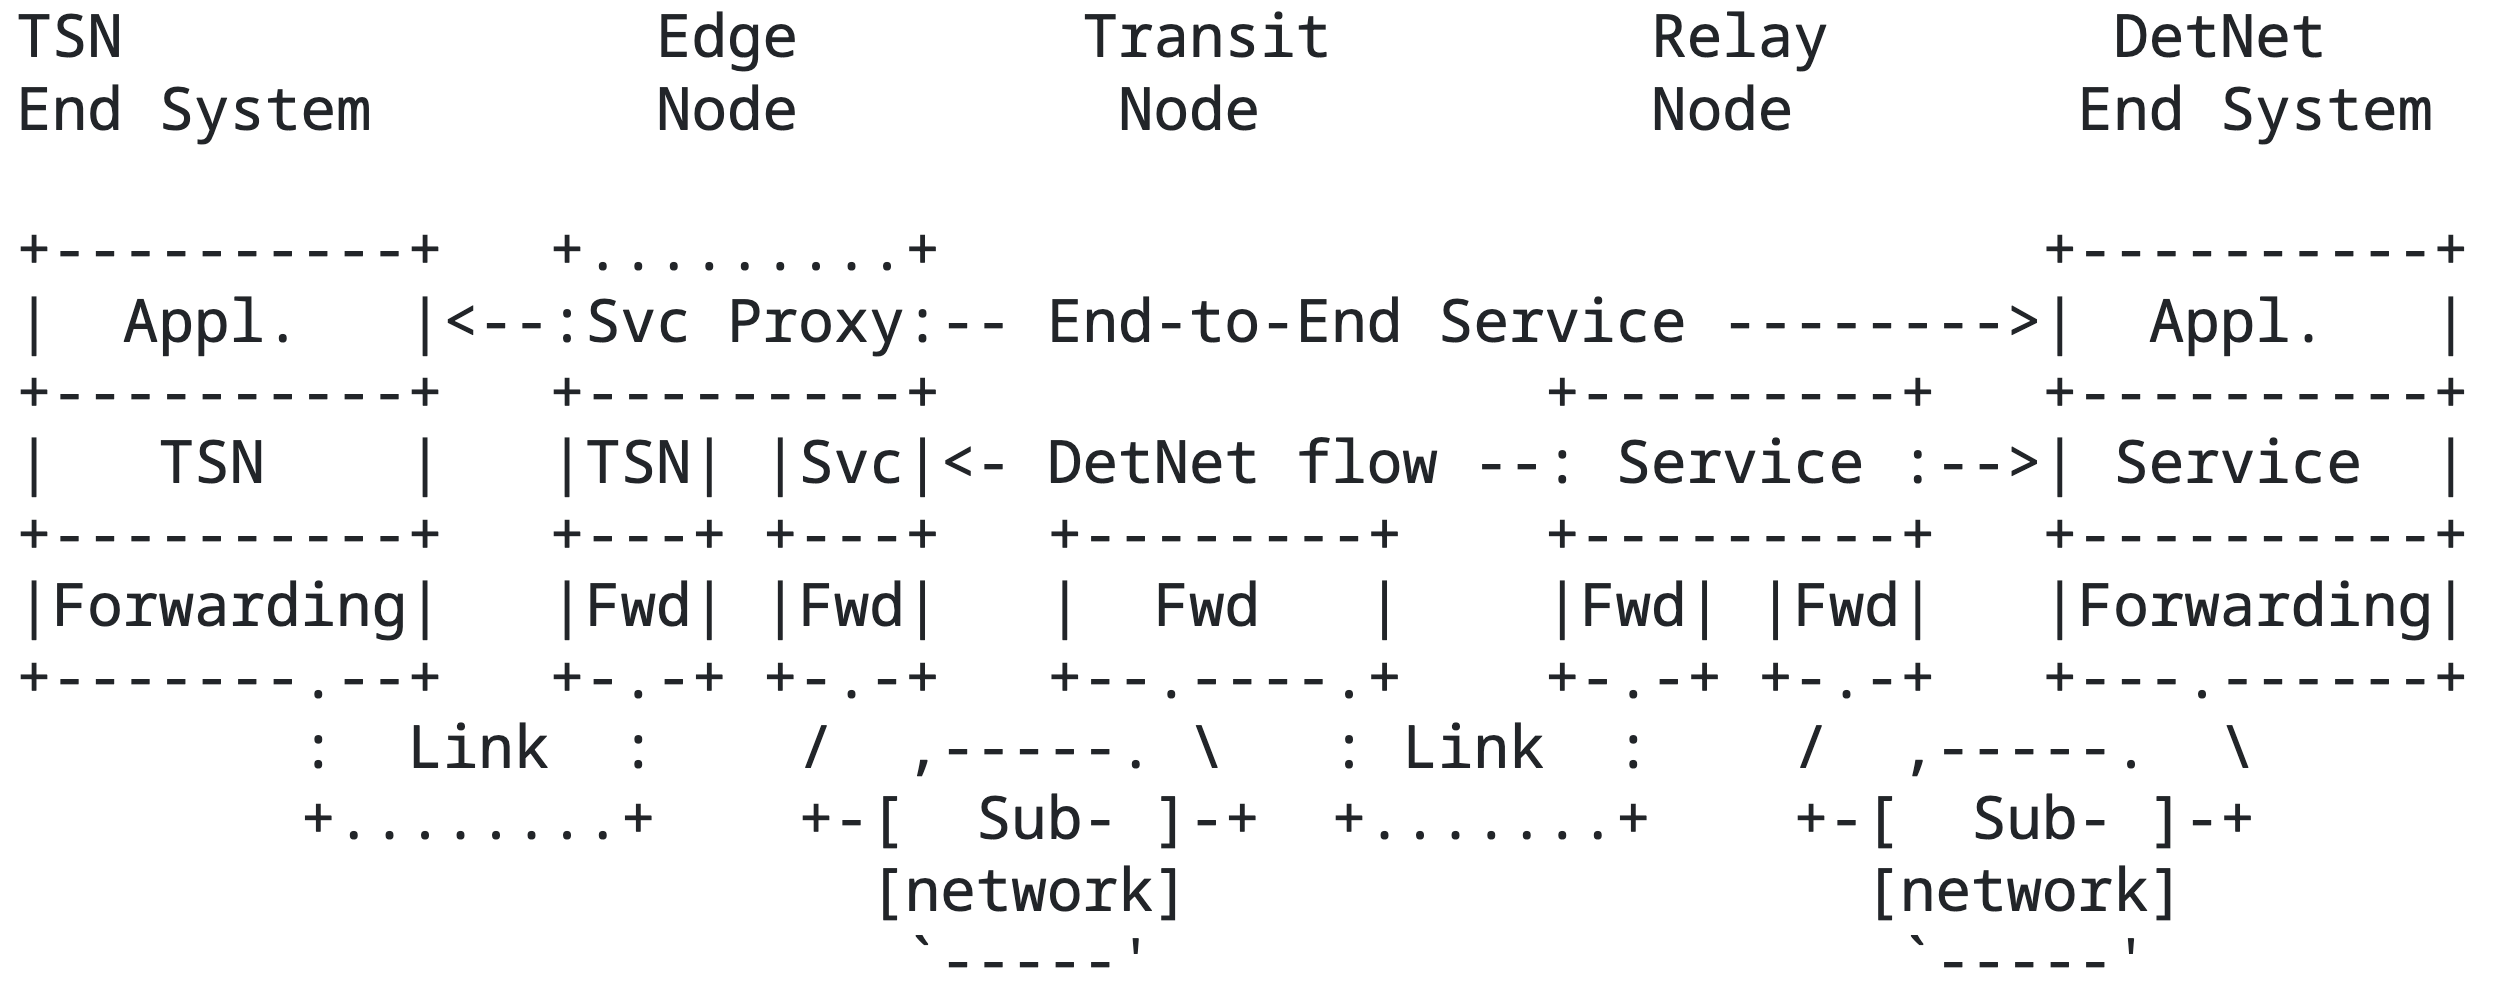 TSN                Edge        Transit         Relay        DetNet
End System        Node         Node           Node        End System

+----------+   +.........+                               +----------+
|  Appl.   |<--:Svc Proxy:-- End-to-End Service -------->|  Appl.   |
+----------+   +---------+                 +---------+   +----------+
|   TSN    |   |TSN| |Svc|<- DetNet flow --: Service :-->| Service  |
+----------+   +---+ +---+   +--------+    +---------+   +----------+
|Forwarding|   |Fwd| |Fwd|   |  Fwd   |    |Fwd| |Fwd|   |Forwarding|
+-------.--+   +-.-+ +-.-+   +--.----.+    +-.-+ +-.-+   +---.------+
        :  Link  :    /  ,-----. \   : Link  :    /  ,-----.  \
        +........+    +-[  Sub- ]-+  +.......+    +-[  Sub- ]-+
                        [network]                   [network]
                         `-----'                     `-----'